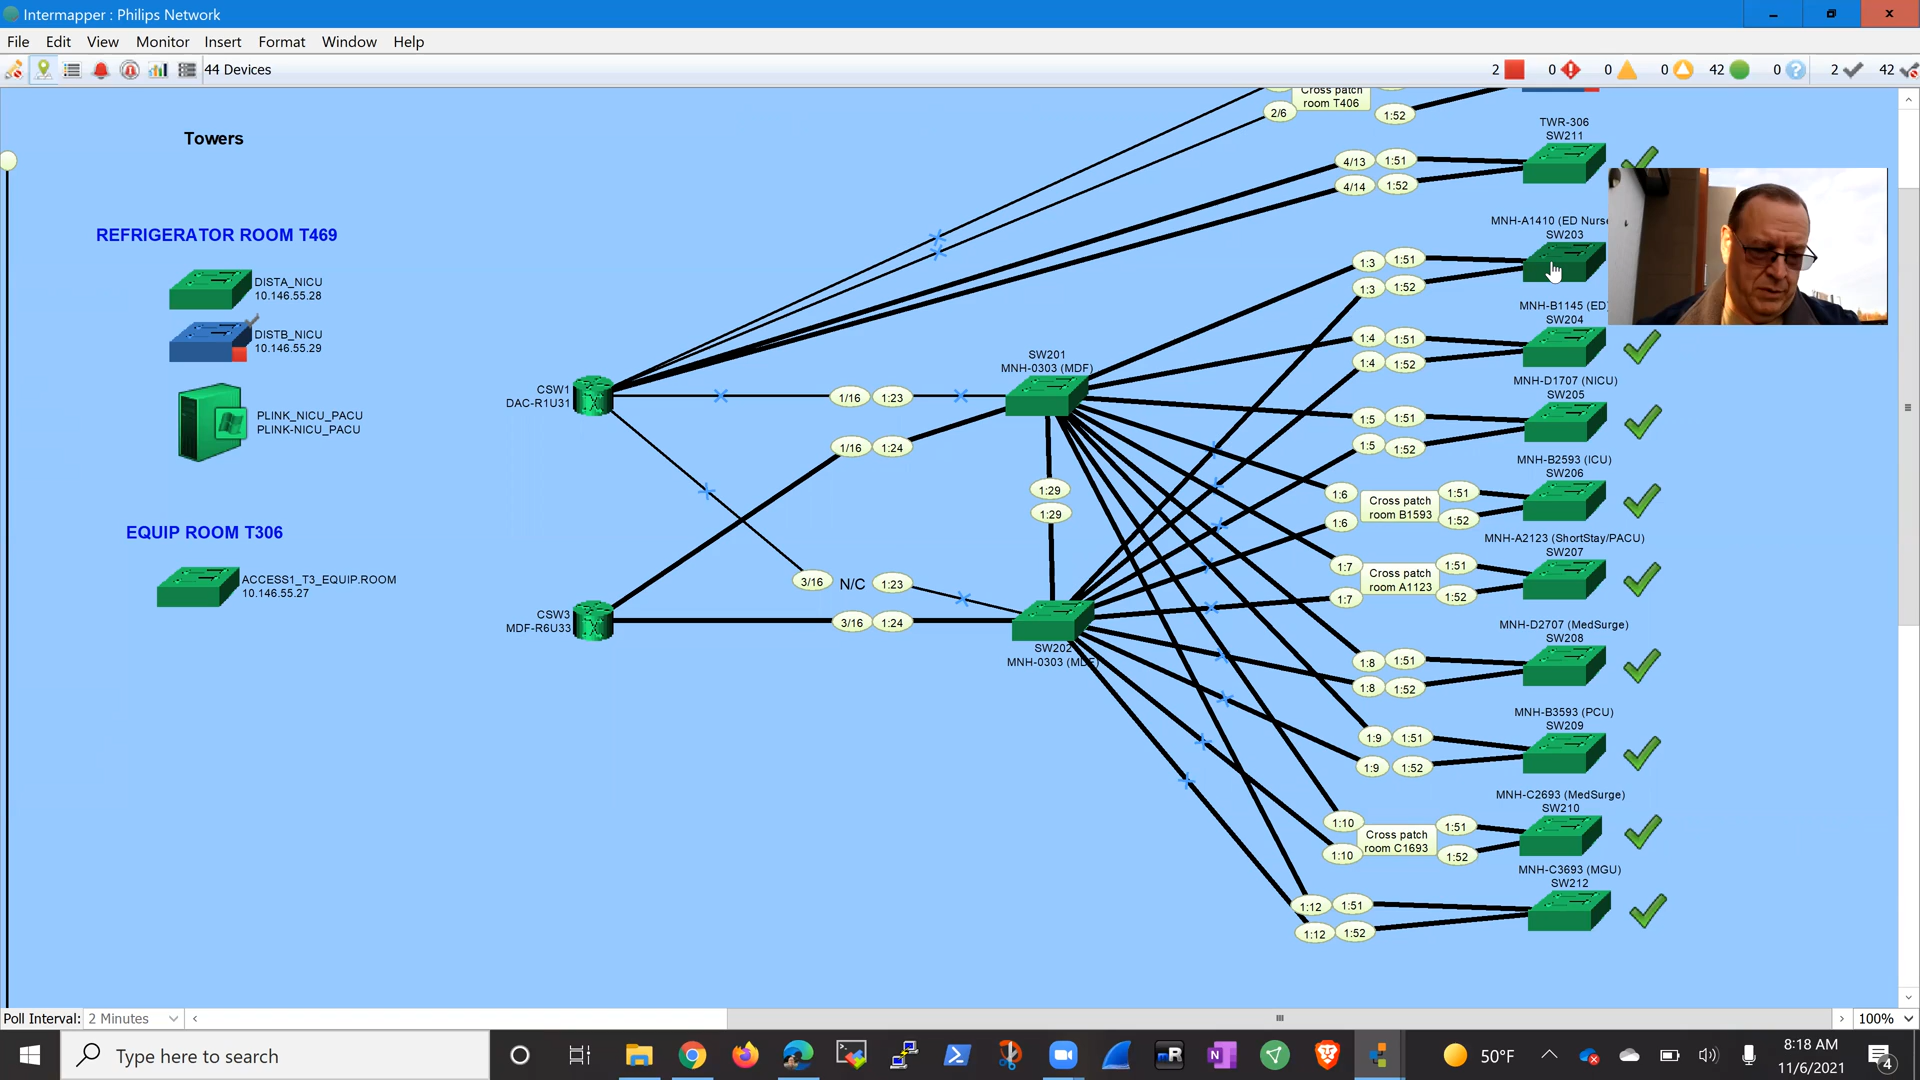 Intermapper : Philips Network
File Edit View Monitor Insert Format Window Help
44 Devices
2 0 0 0 42 0 2 42
Towers
REFRIGERATOR ROOM T469
DISTA_NICU
10.146.55.28
DISTB_NICU
10.146.55.29
PLINK_NICU_PACU
PLINK-NICU_PACU
EQUIP ROOM T306
ACCESS1_T3_EQUIP.ROOM
10.146.55.27
CSW1
DAC-R1U31
CSW3
MDF-R6U33
1/16 1:23
1/16 1:24
3/16 N/C 1:23
3/16 1:24
SW201
MNH-0303 (MDF)
1:29
1:29
SW202
MNH-0303 (MDF)
Cross patch
room T406
2/6 1:52
TWR-306
SW211
4/13 1:51
4/14 1:52
MNH-A1410 (ED Nurse
SW203
1:3 1:51
1:3 1:52
MNH-B1145 (ED)
SW204
1:4 1:51
1:4 1:52
MNH-D1707 (NICU)
SW205
1:5 1:51
1:5 1:52
MNH-B2593 (ICU)
SW206
1:6 1:51
Cross patch
room B1593
1:6 1:52
MNH-A2123 (ShortStay/PACU)
SW207
1:7 1:51
Cross patch
room A1123
1:7 1:52
MNH-D2707 (MedSurge)
SW208
1:8 1:51
1:8 1:52
MNH-B3593 (PCU)
SW209
1:9 1:51
1:9 1:52
MNH-C2693 (MedSurge)
SW210
1:10 1:51
Cross patch
room C1693
1:10 1:52
MNH-C3693 (MGU)
SW212
1:12 1:51
1:12 1:52
Poll Interval: 2 Minutes
100%
Type here to search
50°F
8:18 AM
11/6/2021
4